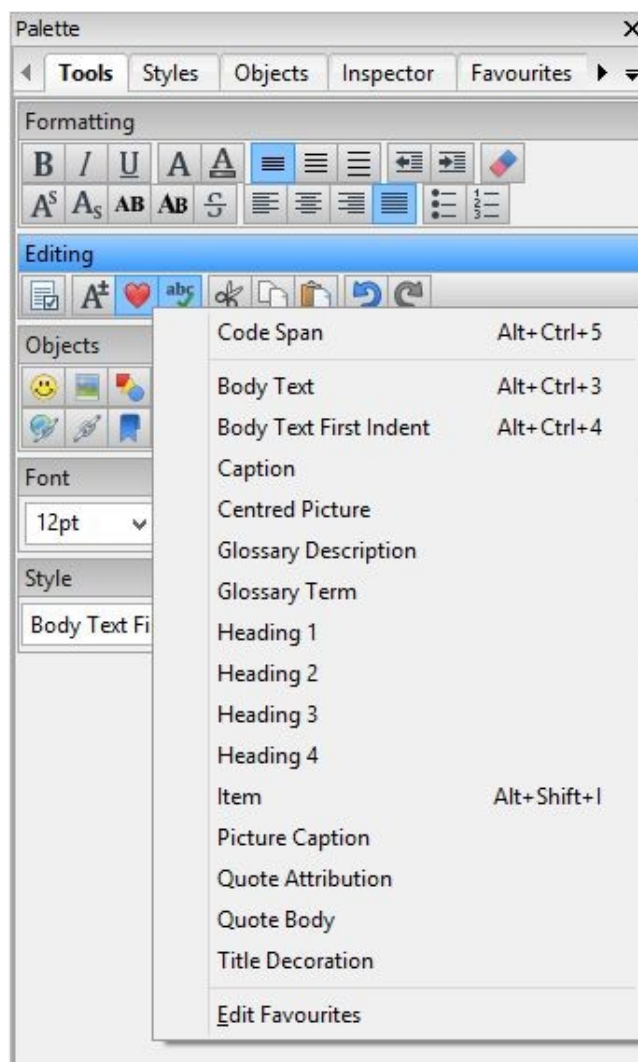 Palette
Tools Styles Objects Inspector Favourites
Formatting
B I U A A
A^S A_S AB AB S
Editing
A± abc
Code Span Alt+Ctrl+5
Objects
Body Text Alt+Ctrl+3
Body Text First Indent Alt+Ctrl+4
Font
Caption
12pt
Centred Picture
Glossary Description
Style
Glossary Term
Body Text Fi
Heading 1
Heading 2
Heading 3
Heading 4
Item Alt+Shift+I
Picture Caption
Quote Attribution
Quote Body
Title Decoration
Edit Favourites